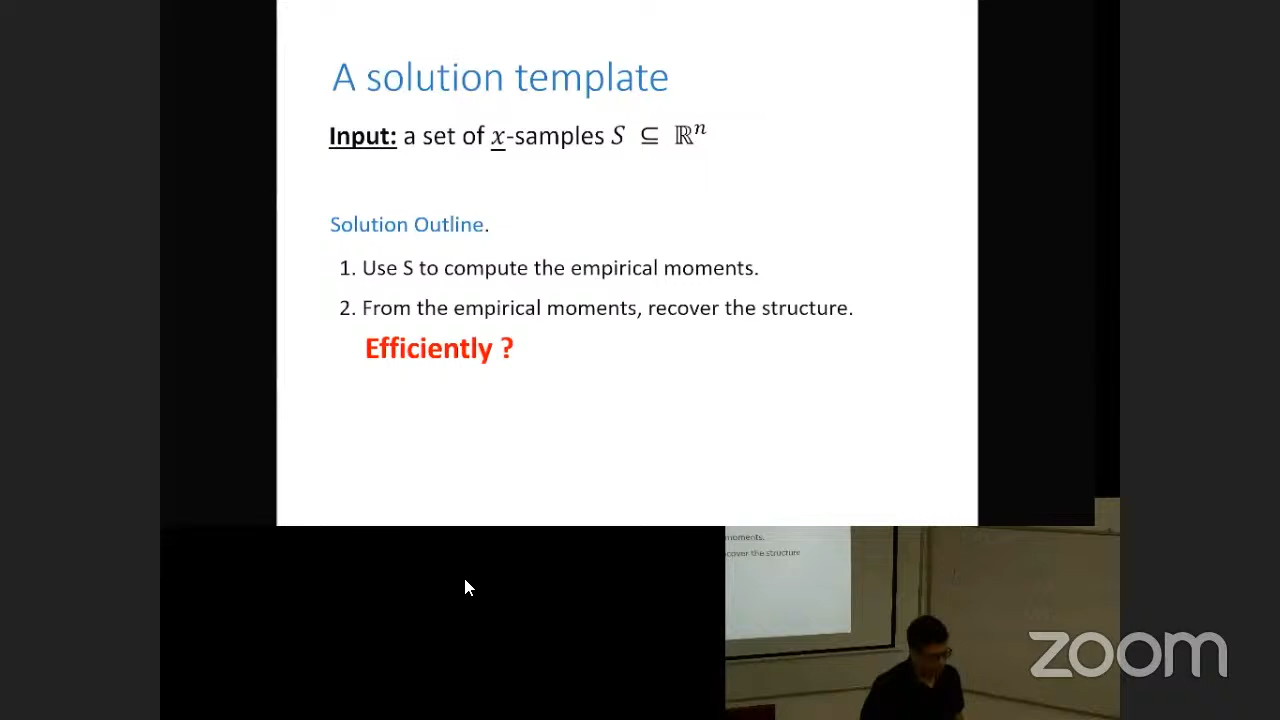 A solution template
Input: a set of x-samples S ⊆ ℝⁿ
Solution Outline.
1. Use S to compute the empirical moments.
2. From the empirical moments, recover the structure.
Efficiently ?
moments.
cover the structure
zoom